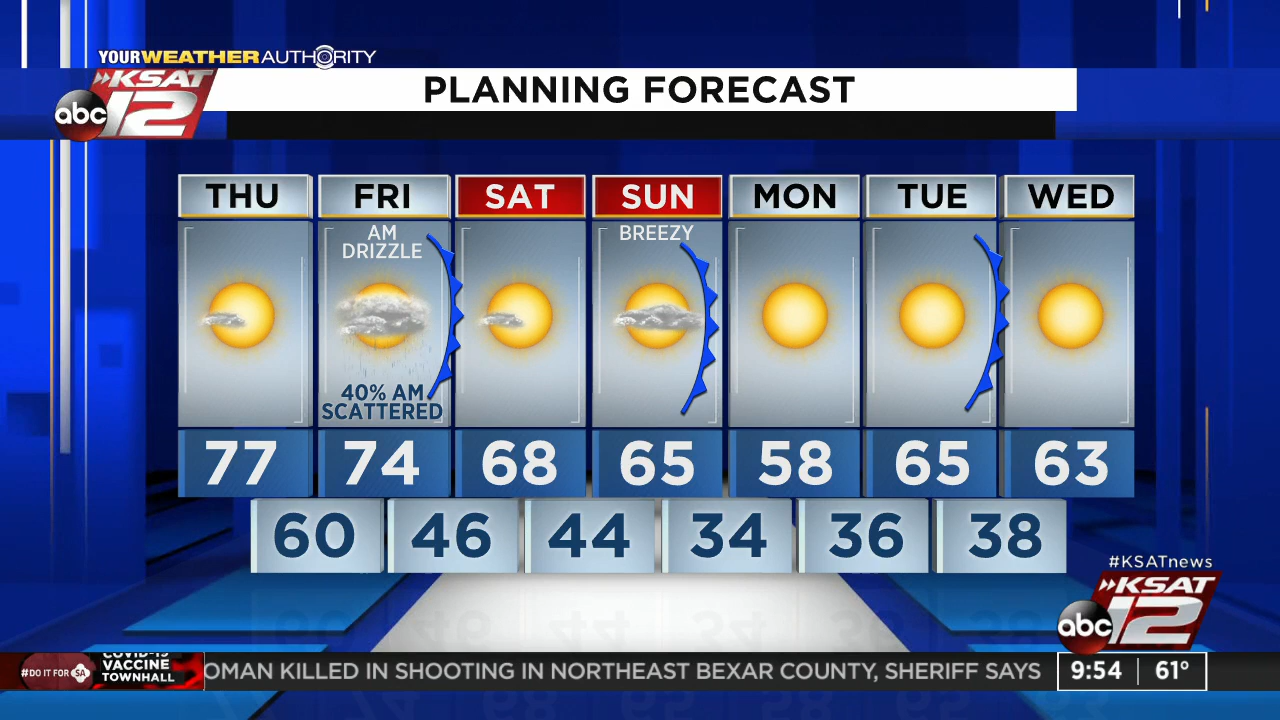 YOURWEATHERAUTHORITY
KSAT
abc 12
PLANNING FORECAST
THU FRI SAT SUN MON TUE WED
AM
DRIZZLE
BREEZY
40% AM
SCATTERED
77 74 68 65 58 65 63
60 46 44 34 36 38
#KSATnews
KSAT
abc 12
COVID-19
VACCINE
TOWNHALL
#DO IT FOR SA
OMAN KILLED IN SHOOTING IN NORTHEAST BEXAR COUNTY, SHERIFF SAYS
9:54 61°